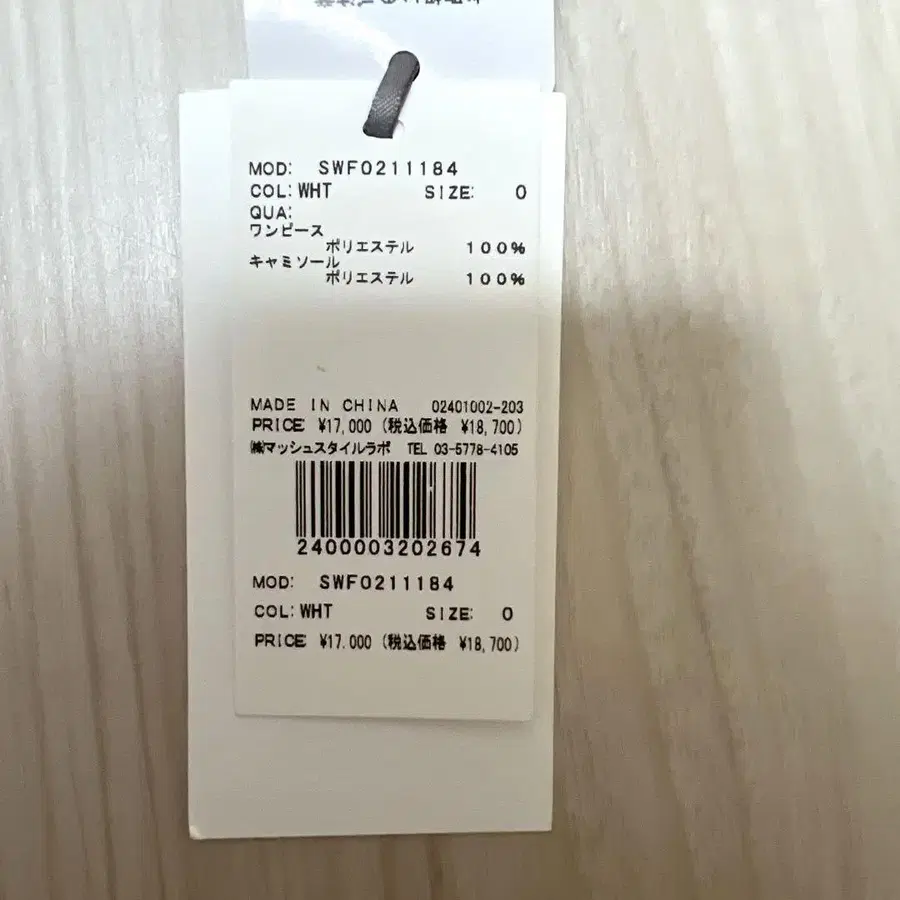 MOD: SWF0211184
COL: WHT SIZE: 0
QUA:
ワンピース
ポリエステル 100%
キャミソール
ポリエステル 100%
MADE IN CHINA 02401002-203
PRICE ¥17,000 (税込価格 ¥18,700)
㈱マッシュスタイルラボ TEL 03-5778-4105
2400003202674
MOD: SWF0211184
COL: WHT SIZE: 0
PRICE ¥17.000 (税込価格 ¥18,700)